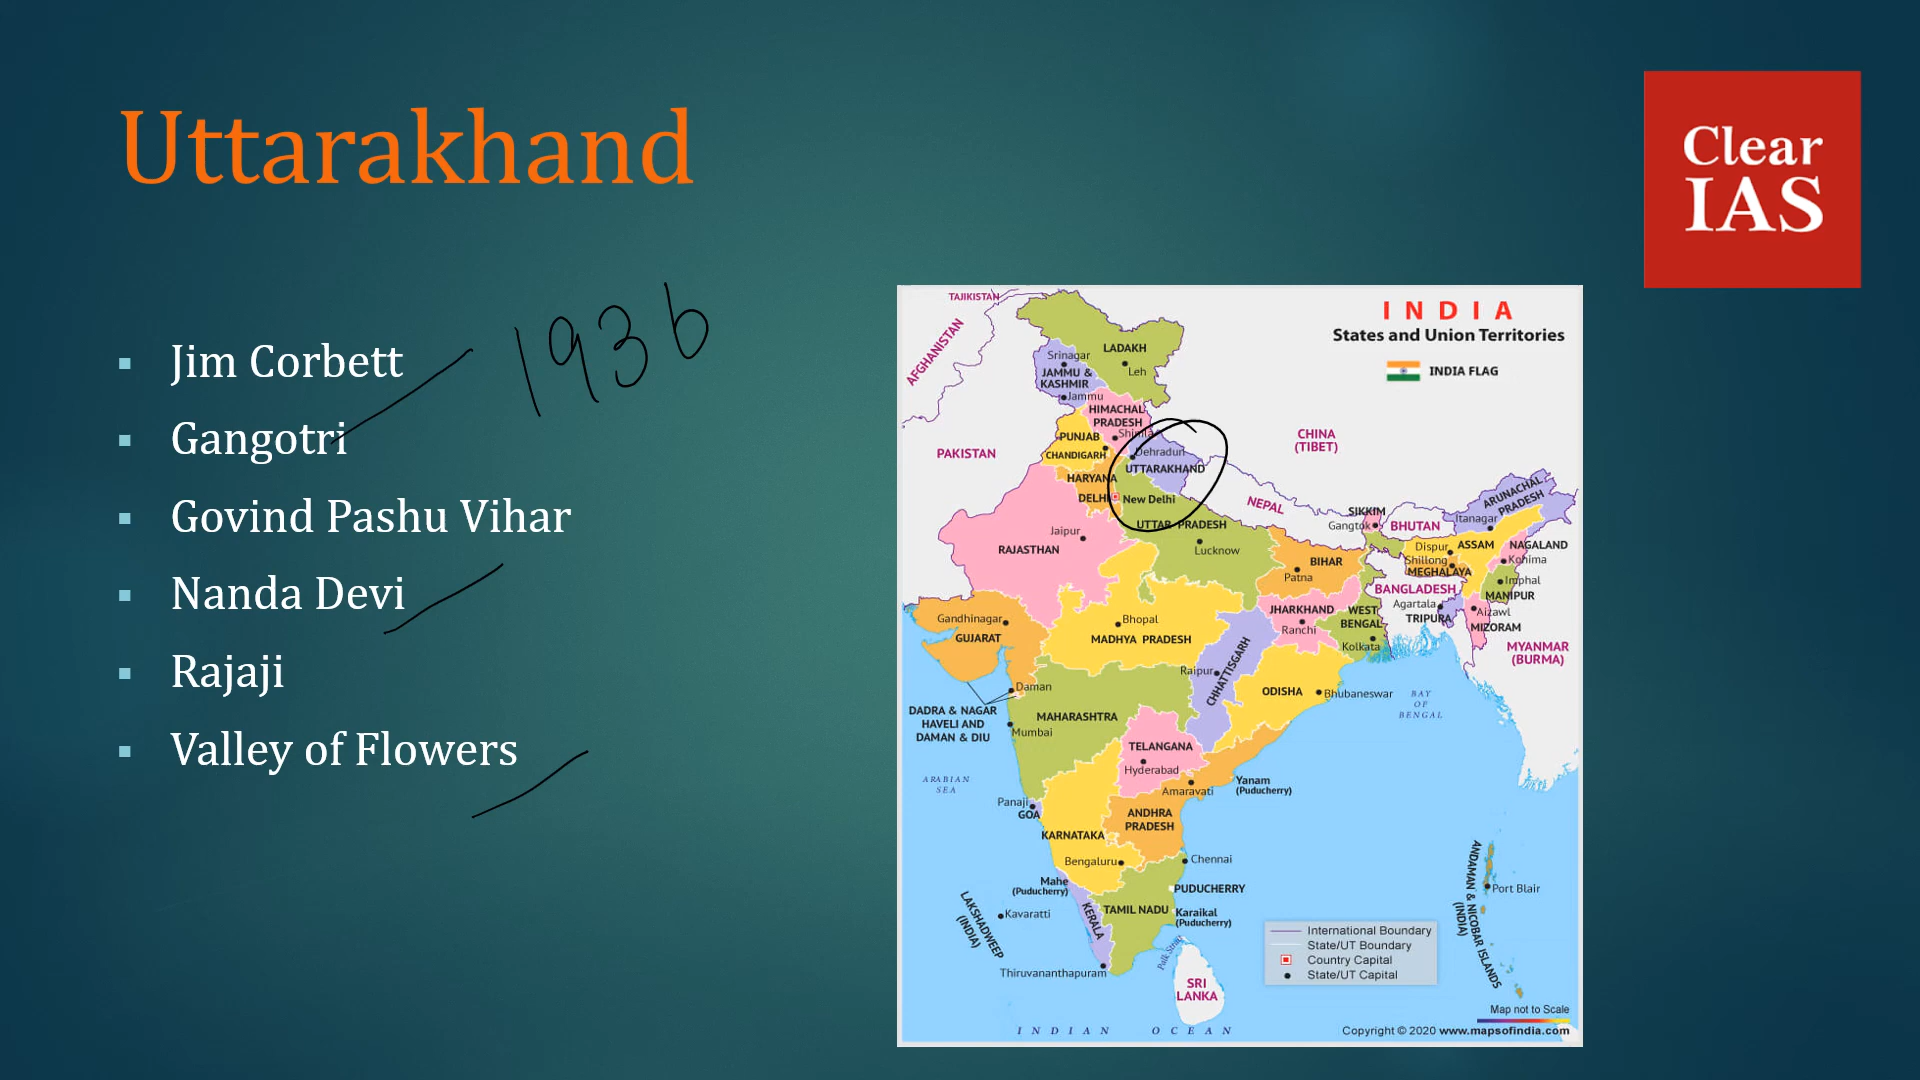 Uttarakhand
Clear
IAS
Jim Corbett
1936
Gangotri
Govind Pashu Vihar
Nanda Devi
Rajaji
Valley of Flowers
INDIA
States and Union Territories
INDIA FLAG
TAJIKISTAN
AFGHANISTAN
LADAKH
Leh
Srinagar
JAMMU &
KASHMIR
Jammu
HIMACHAL
PRADESH
Shimla
PUNJAB
CHANDIGARH
Dehradun
UTTARAKHAND
HARYANA
DELHI
New Delhi
PAKISTAN
CHINA
(TIBET)
NEPAL
UTTAR PRADESH
Lucknow
Jaipur
RAJASTHAN
SIKKIM
Gangtok
BHUTAN
ARUNACHAL
PRADESH
Itanagar
Dispur
ASSAM
NAGALAND
Kohima
Shillong
MEGHALAYA
Imphal
MANIPUR
BANGLADESH
Agartala
TRIPURA
Aizawl
MIZORAM
MYANMAR
(BURMA)
BIHAR
Patna
JHARKHAND
Ranchi
WEST
BENGAL
Kolkata
Gandhinagar
GUJARAT
Bhopal
MADHYA PRADESH
Raipur
CHHATTISGARH
ODISHA
Bhubaneswar
Daman
DADRA & NAGAR
HAVELI AND
DAMAN & DIU
MAHARASHTRA
Mumbai
BAY
OF
BENGAL
TELANGANA
Hyderabad
ARABIAN
SEA
Yanam
(Puducherry)
Amaravati
Panaji
GOA
ANDHRA
PRADESH
KARNATAKA
Bengaluru
Chennai
Mahe
(Puducherry)
PUDUCHERRY
TAMIL NADU
Karaikal
(Puducherry)
KERALA
LAKSHADWEEP
(INDIA)
Kavaratti
Thiruvananthapuram
Palk Strait
SRI
LANKA
ANDAMAN & NICOBAR ISLANDS
(INDIA)
Port Blair
International Boundary
State/UT Boundary
Country Capital
State/UT Capital
Map not to Scale
INDIAN OCEAN
Copyright © 2020 www.mapsofindia.com